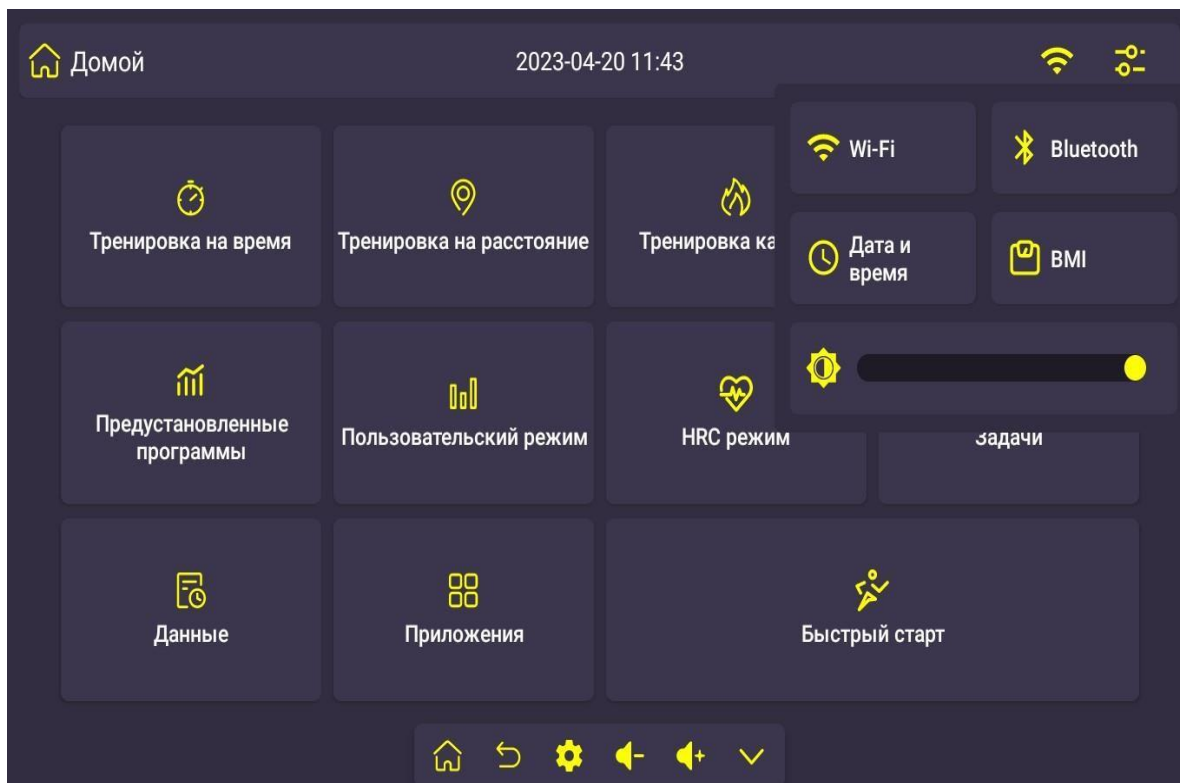 Домой
2023-04-20 11:43
Wi-Fi
Bluetooth
Тренировка на время
Тренировка на расстояние
Тренировка ка
Дата и
время
BMI
Предустановленные
программы
Пользовательский режим
HRC режим
Задачи
Данные
Приложения
Быстрый старт